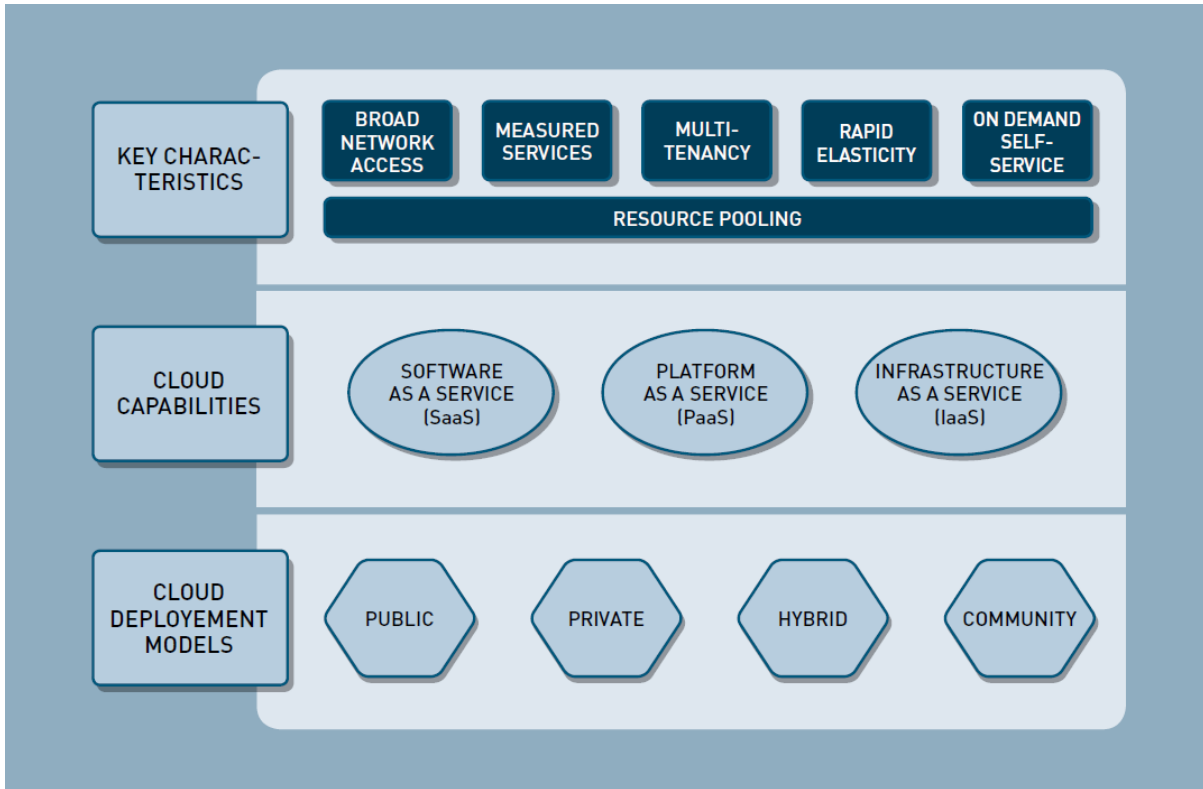 KEY CHARAC-
TERISTICS
BROAD
NETWORK
ACCESS
MEASURED
SERVICES
MULTI-
TENANCY
RAPID
ELASTICITY
ON DEMAND
SELF-
SERVICE
RESOURCE POOLING
CLOUD
CAPABILITIES
SOFTWARE
AS A SERVICE
(SaaS)
PLATFORM
AS A SERVICE
(PaaS)
INFRASTRUCTURE
AS A SERVICE
(IaaS)
CLOUD
DEPLOYEMENT
MODELS
PUBLIC
PRIVATE
HYBRID
COMMUNITY